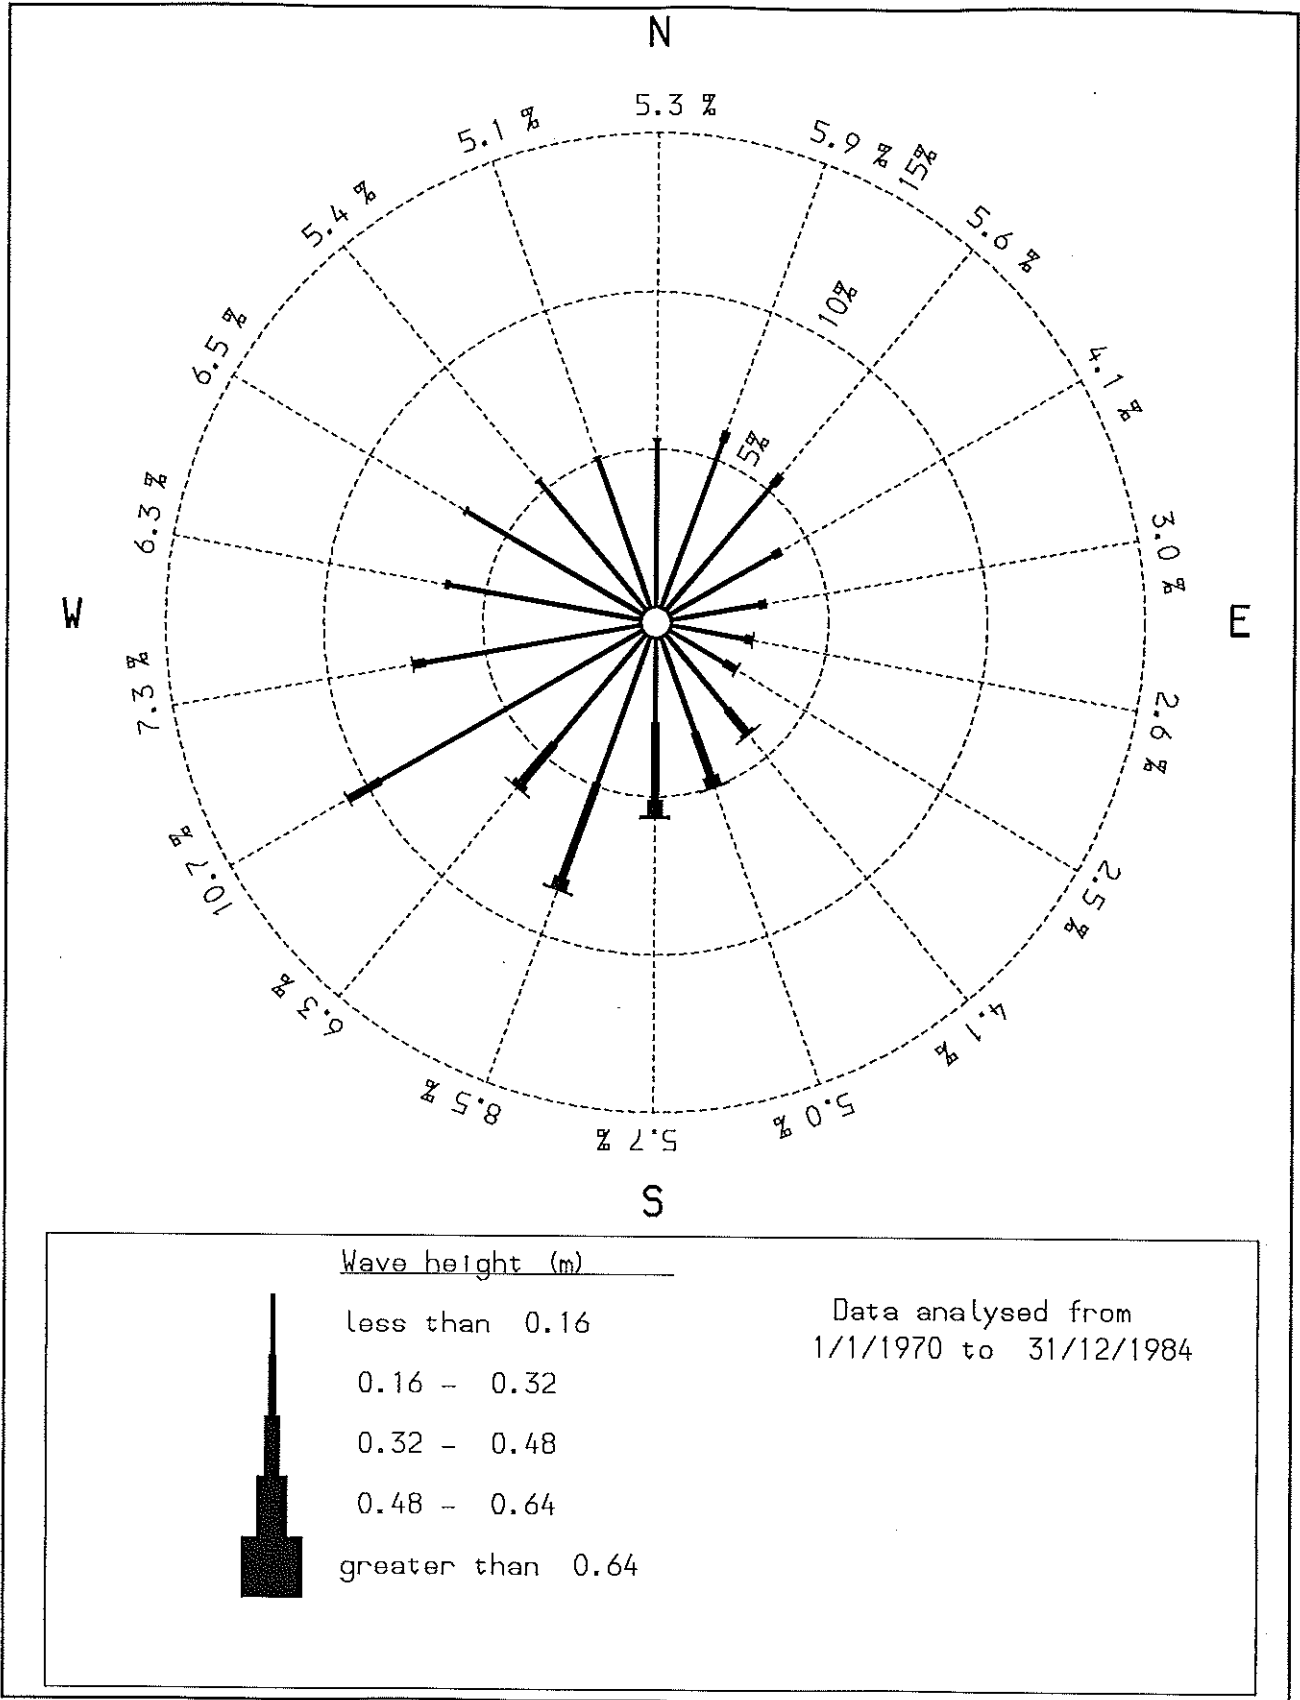 N
5.3 %
5.9 %
15%
5.6 %
4.1 %
3.0 %
E
2.6 %
2.5 %
4.1 %
5.0 %
5.7 %
S
8.5 %
6.3 %
10.7 %
7.3 %
W
6.3 %
6.5 %
5.4 %
5.1 %
10%
5%
Wave height (m)
less than 0.16
0.16 - 0.32
0.32 - 0.48
0.48 - 0.64
greater than 0.64
Data analysed from
1/1/1970 to 31/12/1984